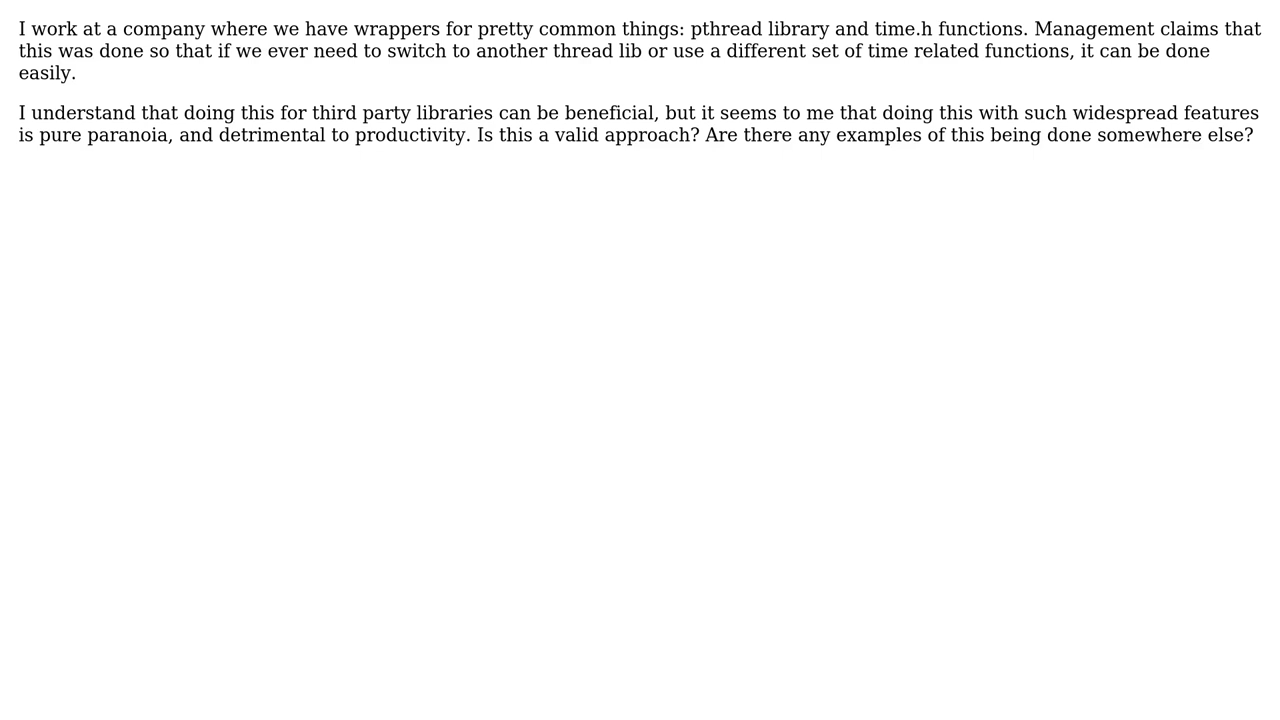 I work at a company where we have wrappers for pretty common things: pthread library and time.h functions. Management claims that
this was done so that if we ever need to switch to another thread lib or use a different set of time related functions, it can be done
easily.
I understand that doing this for third party libraries can be beneficial, but it seems to me that doing this with such widespread features
is pure paranoia, and detrimental to productivity. Is this a valid approach? Are there any examples of this being done somewhere else?